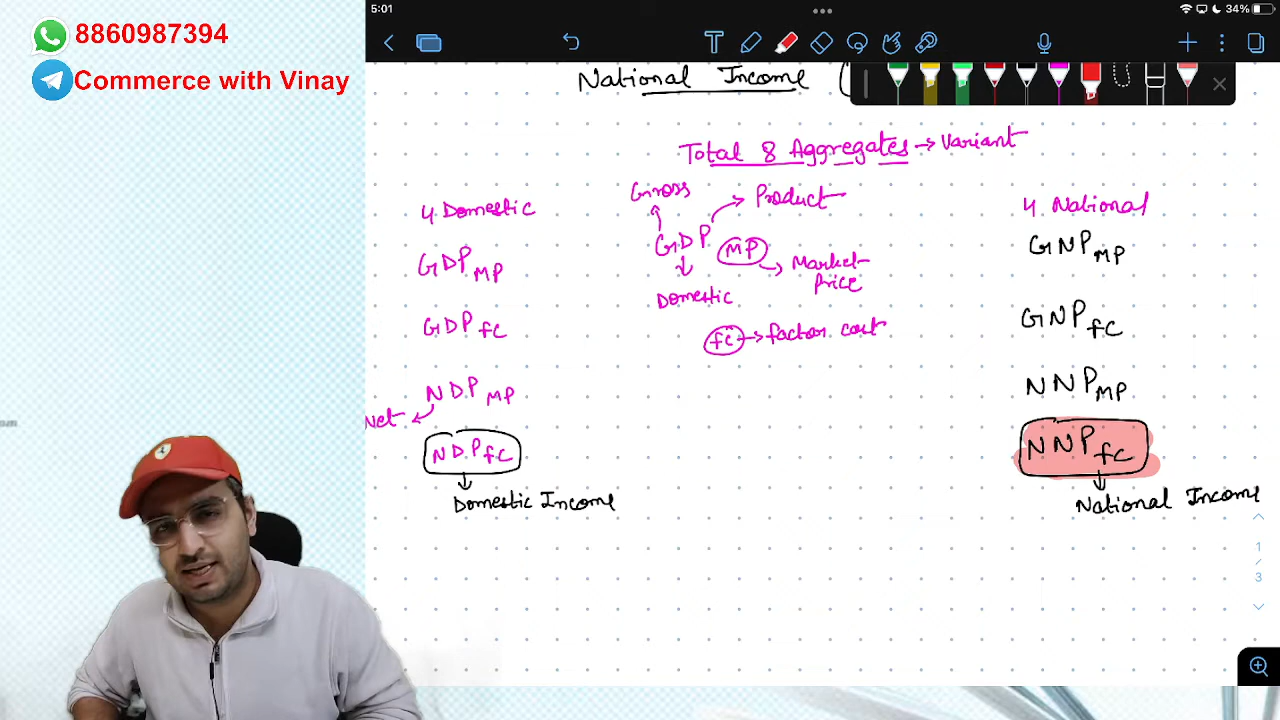 8860987394
Commerce with Vinay
5:01
34%
National Income
Total 8 Aggregates → Variant
4 Domestic
GDP MP
GDP fC
NDP MP
Net
NDP fC
Domestic Income
Gross
Product
GDP
MP
Market
Price
Domestic
fC → factor cost
4 National
GNP MP
GNP fC
NNP MP
NNP fC
National Income
1
/
3